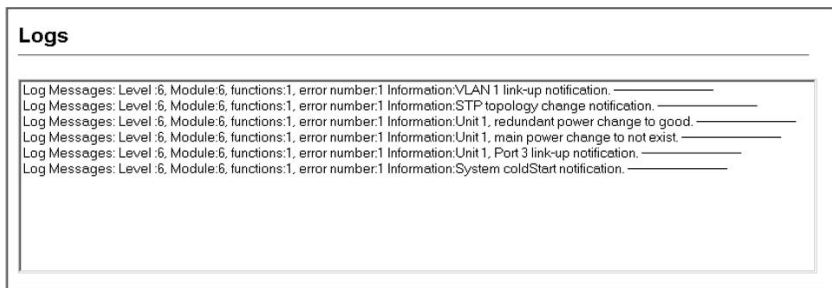 Logs
Log Messages: Level :6, Module:6, functions:1, error number:1 Information:VLAN 1 link-up notification.
Log Messages: Level :6, Module:6, functions:1, error number:1 Information:STP topology change notification.
Log Messages: Level :6, Module:6, functions:1, error number:1 Information:Unit 1, redundant power change to good.
Log Messages: Level :6, Module:6, functions:1, error number:1 Information:Unit 1, main power change to not exist.
Log Messages: Level :6, Module:6, functions:1, error number:1 Information:Unit 1, Port 3 link-up notification.
Log Messages: Level :6, Module:6, functions:1, error number:1 Information:System coldStart notification.